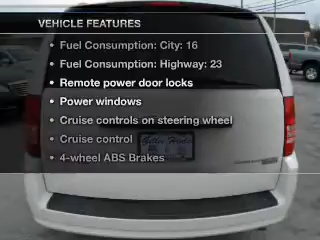 VEHICLE FEATURES
• Fuel Consumption: City: 16
• Fuel Consumption: Highway: 23
• Remote power door locks
• Power windows
• Cruise controls on steering wheel
• Cruise control
• 4-wheel ABS Brakes